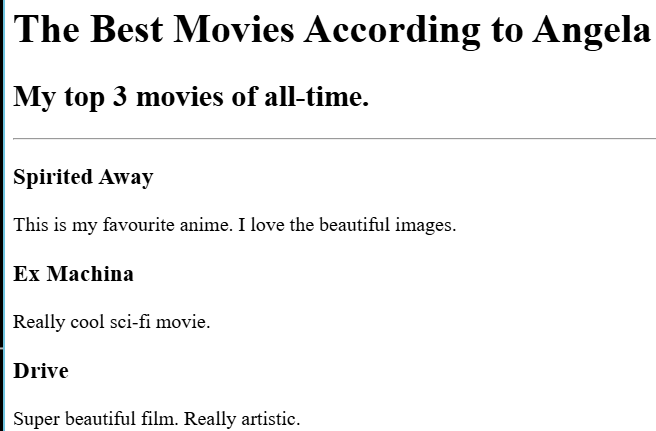 The Best Movies According to Angela
My top 3 movies of all-time.
Spirited Away
This is my favourite anime. I love the beautiful images.
Ex Machina
Really cool sci-fi movie.
Drive
Super beautiful film. Really artistic.